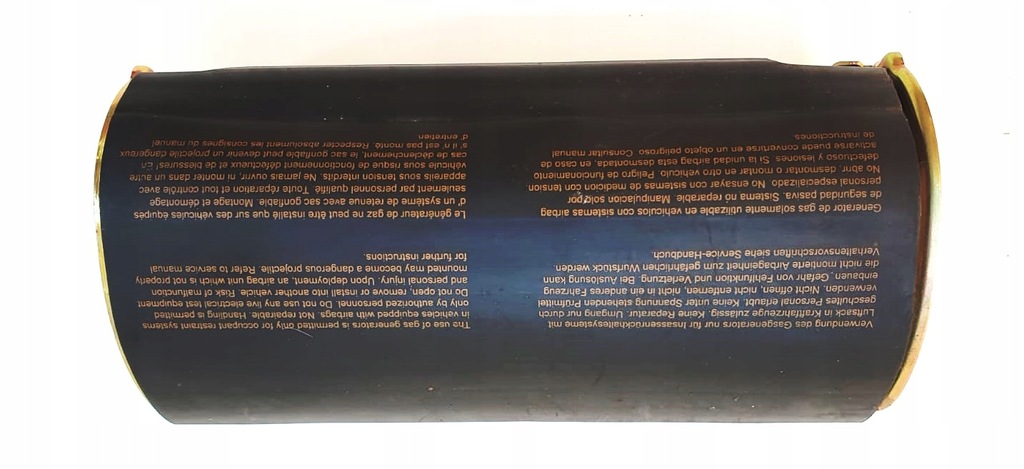 Verwendung des Gasgenerators nur für Insassenrückhaltesysteme mit
Luftsack in Kraftfahrzeuge zulässig. Keine Reparatur. Umgang nur durch
geschultes Personal erlaubt. Keine unter Spannung stehenden Prüfmittel
verwenden. Nicht öffnen, nicht entfernen, nicht in ein anderes Fahrzeug
einbauen, Gefahr von Fehlfunktion und Verletzung. Bei Auslösung kann
die nicht montierte Airbageinheit zum gefährlichen Wurfstück werden
Verhaltensvorschriften siehe Service-Handbuch.
The use of gas generators is permitted only for occupant restraint systems
in vehicles equipped with airbags. Not repairable. Handling is permitted
only by authorized personnel. Do not use any live electrical test equipment.
Do not open, remove or install into another vehicle. Risk of malfunction
and personal injury. Upon deployment, an airbag unit which is not properly
mounted may become a dangerous projectile. Refer to service manual
for further instructions.
Generador de gas solamente utilizable en vehiculos con sistemas airbag
de seguridad pasiva. Sistema no reparable. Manipulacion solo por
personal especializado. No ensayar con sistemas de medicion con tension.
No abrir, desmontar o montar en otro vehiculo. Peligro de funcionamiento
defectuoso y lesiones. Si la unidad airbag esta desmontada, en caso de
activarse puede convertirse en un objeto peligroso. Consultar manual
de instrucciones.
Le générateur de gaz ne peut être installé que sur des véhicules équipés
d'un système de retenue avec sac gonflable. Montage et démontage
seulement par personnel qualifié. Toute réparation et tout contrôle avec
appareils sous tension interdits. Ne jamais ouvrir, ni monter dans un autre
véhicule sous risque de fonctionnement défectueux et de blessures! En
cas de déclenchement, le sac gonflable peut devenir un projectile dangereux
s'il n'est pas monté. Respecter absolument les consignes du manuel
d'entretien.